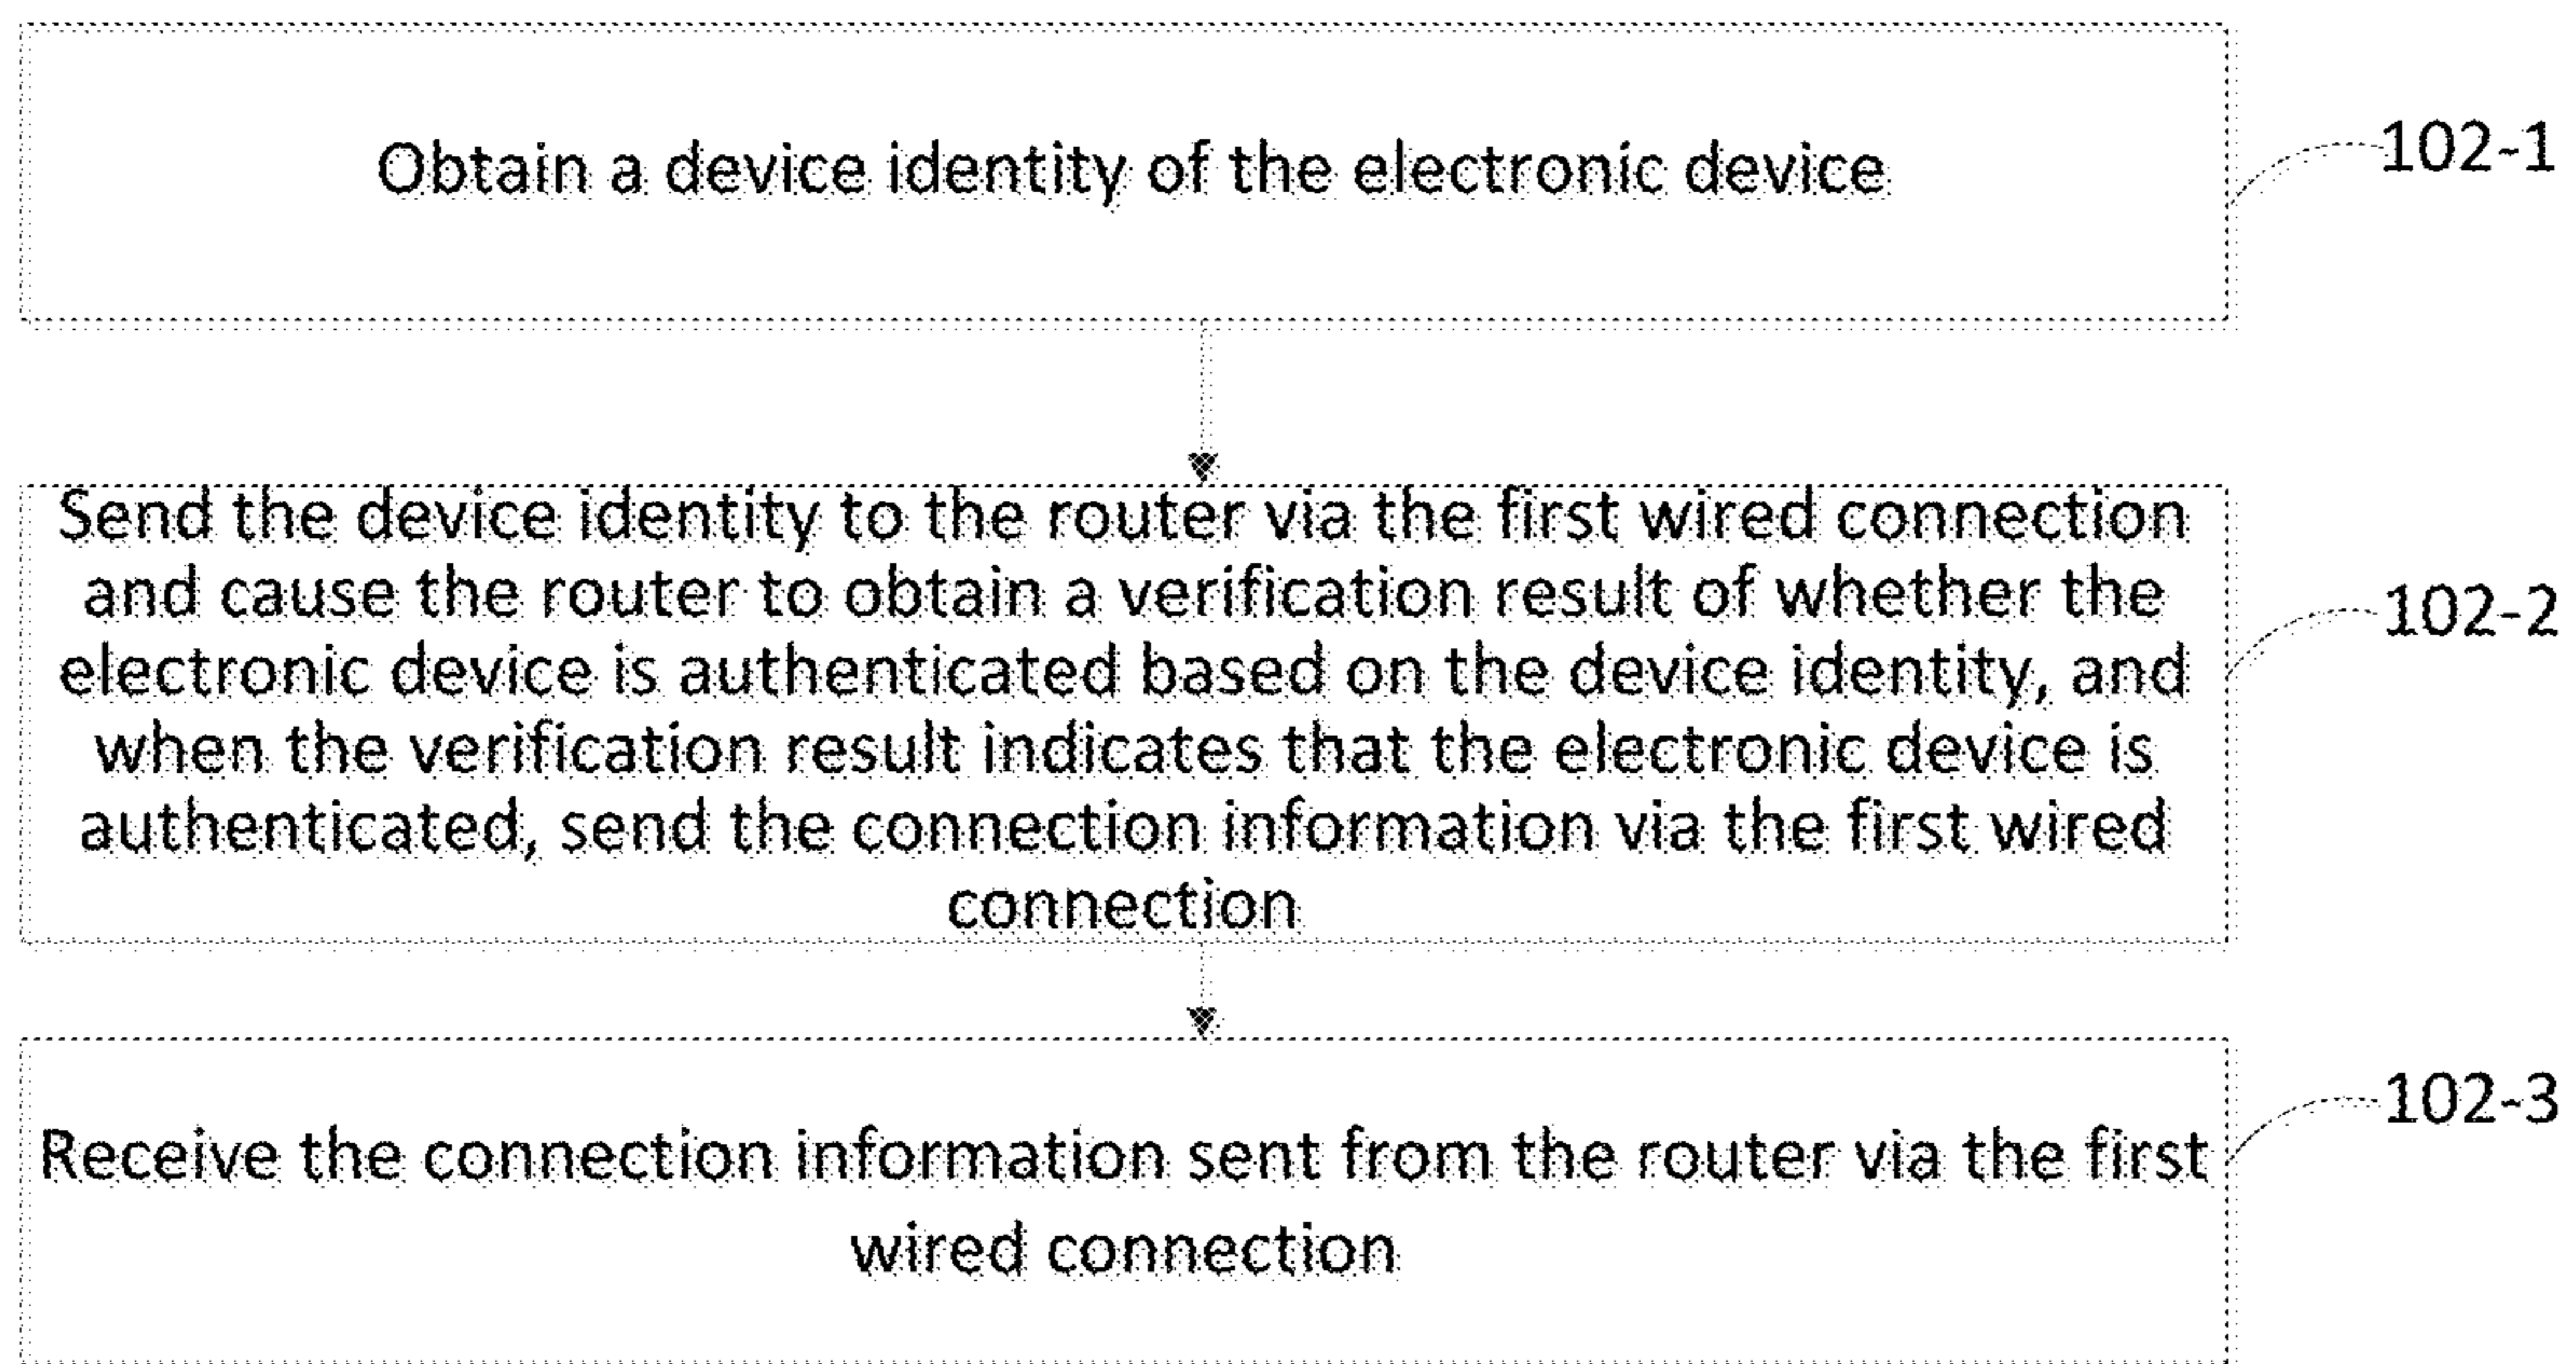 Obtain a device identity of the electronic device
102-1
Send the device identity to the router via the first wired connection
and cause the router to obtain a verification result of whether the
electronic device is authenticated based on the device identity, and
when the verification result indicates that the electronic device is
authenticated, send the connection information via the first wired
connection
102-2
Receive the connection information sent from the router via the first
wired connection
102-3